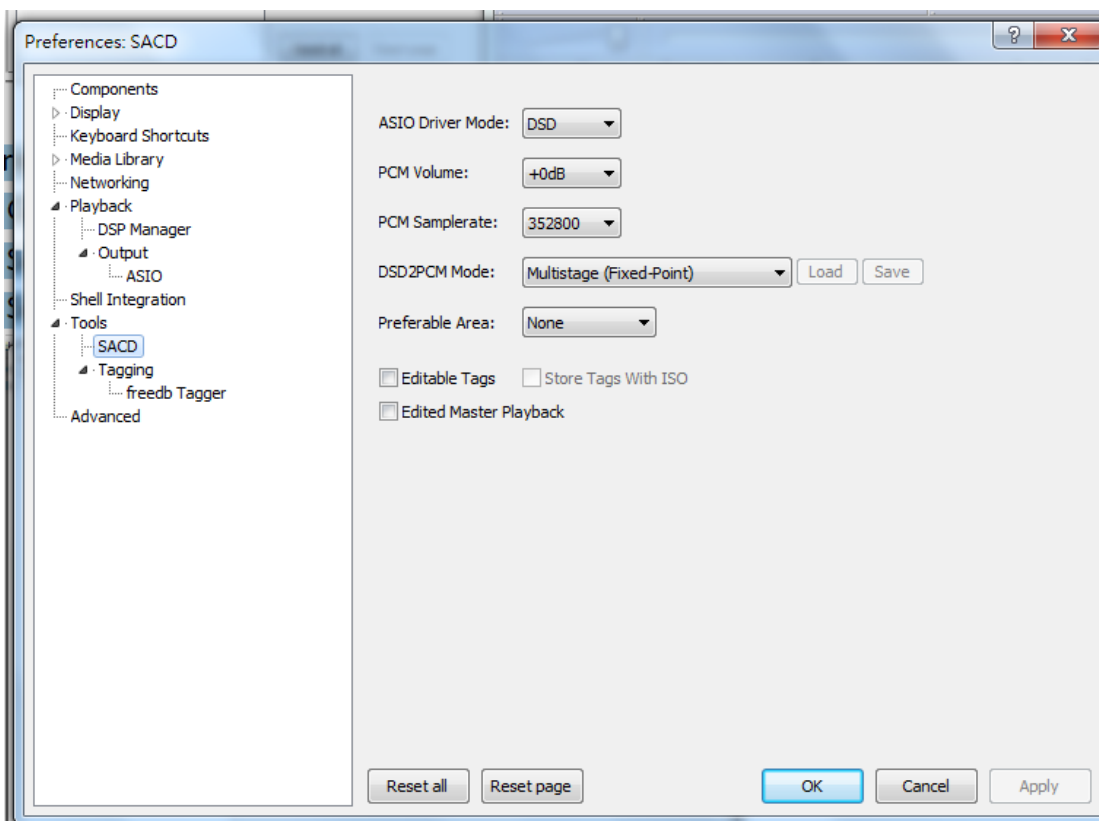 Preferences: SACD
Components
Display
Keyboard Shortcuts
Media Library
Networking
Playback
DSP Manager
Output
ASIO
Shell Integration
Tools
SACD
Tagging
freedb Tagger
Advanced
ASIO Driver Mode: DSD
PCM Volume: +0dB
PCM Samplerate: 352800
DSD2PCM Mode: Multistage (Fixed-Point) Load Save
Preferable Area: None
Editable Tags Store Tags With ISO
Edited Master Playback
Reset all Reset page OK Cancel Apply